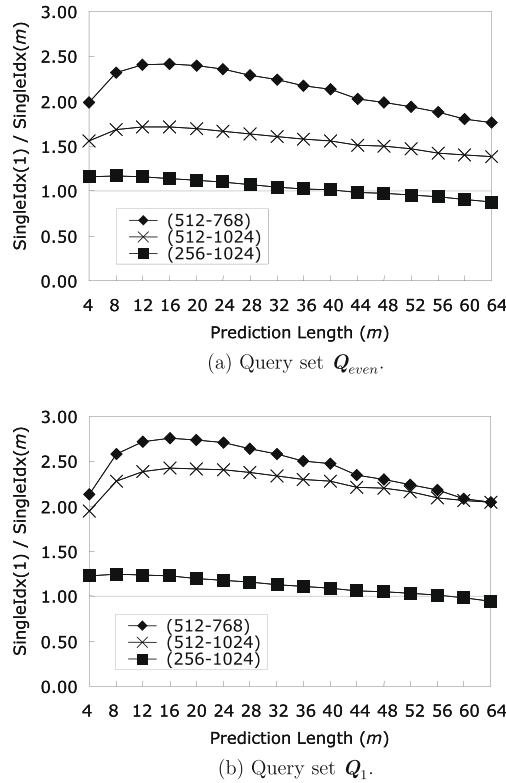 3.00
2.50
2.00
1.50
1.00
0.50
0.00
SingleIdx(1) / SingleIdx(m)
(512-768)
(512-1024)
(256-1024)
4 8 12 16 20 24 28 32 36 40 44 48 52 56 60 64
Prediction Length (m)
(a) Query set Q_even.
3.00
2.50
2.00
1.50
1.00
0.50
0.00
SingleIdx(1) / SingleIdx(m)
(512-768)
(512-1024)
(256-1024)
4 8 12 16 20 24 28 32 36 40 44 48 52 56 60 64
Prediction Length (m)
(b) Query set Q_1.